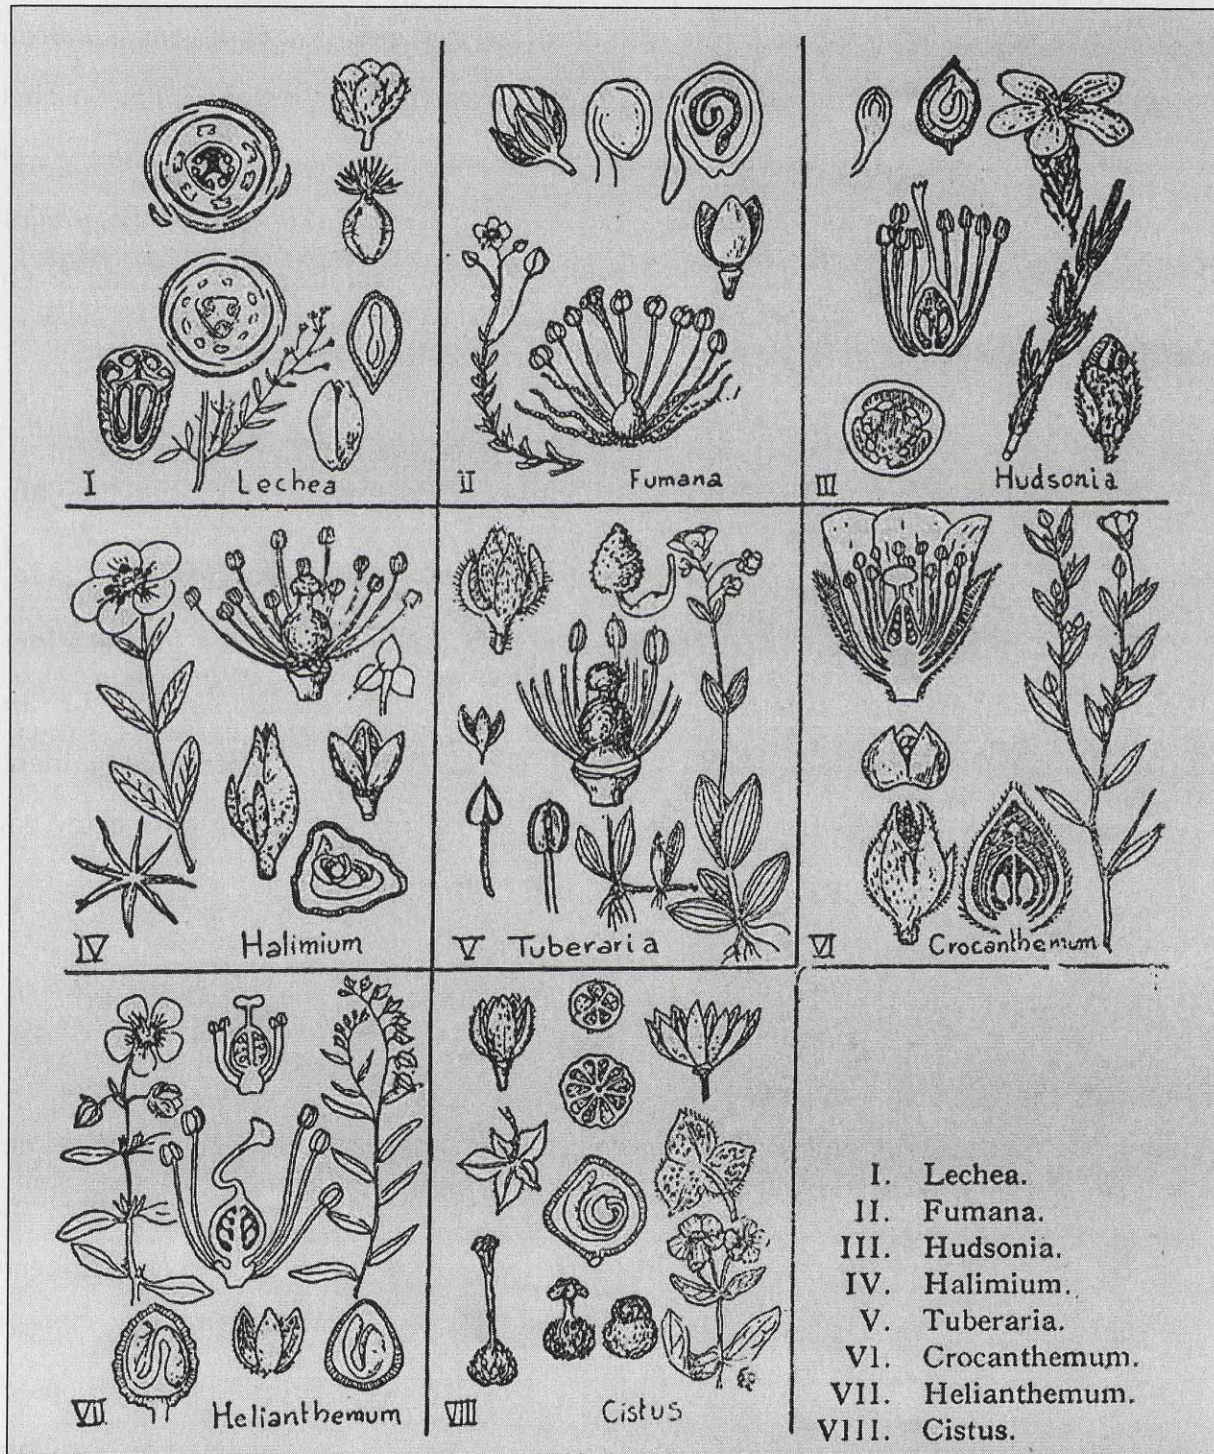 I Lechea
II Fumana
III Hudsonia
IV Halimium
V Tuberaria
VI Crocanthemum
VII Helianthemum
VIII Cistus
I. Lechea.
II. Fumana.
III. Hudsonia.
IV. Halimium.
V. Tuberaria.
VI. Crocanthemum.
VII. Helianthemum.
VIII. Cistus.